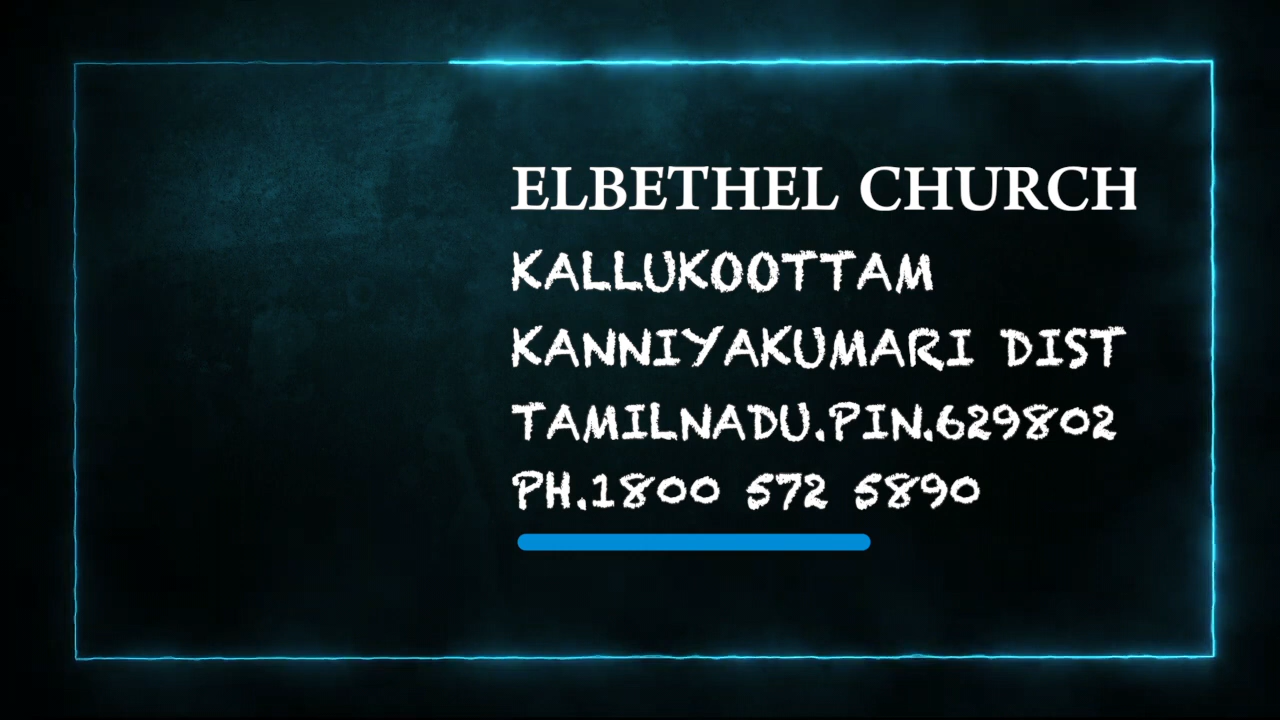 ELBETHEL CHURCH
KALLUKOOTTAM
KANNIYAKUMARI DIST
TAMILNADU.PIN.629802
PH.1800 572 5890